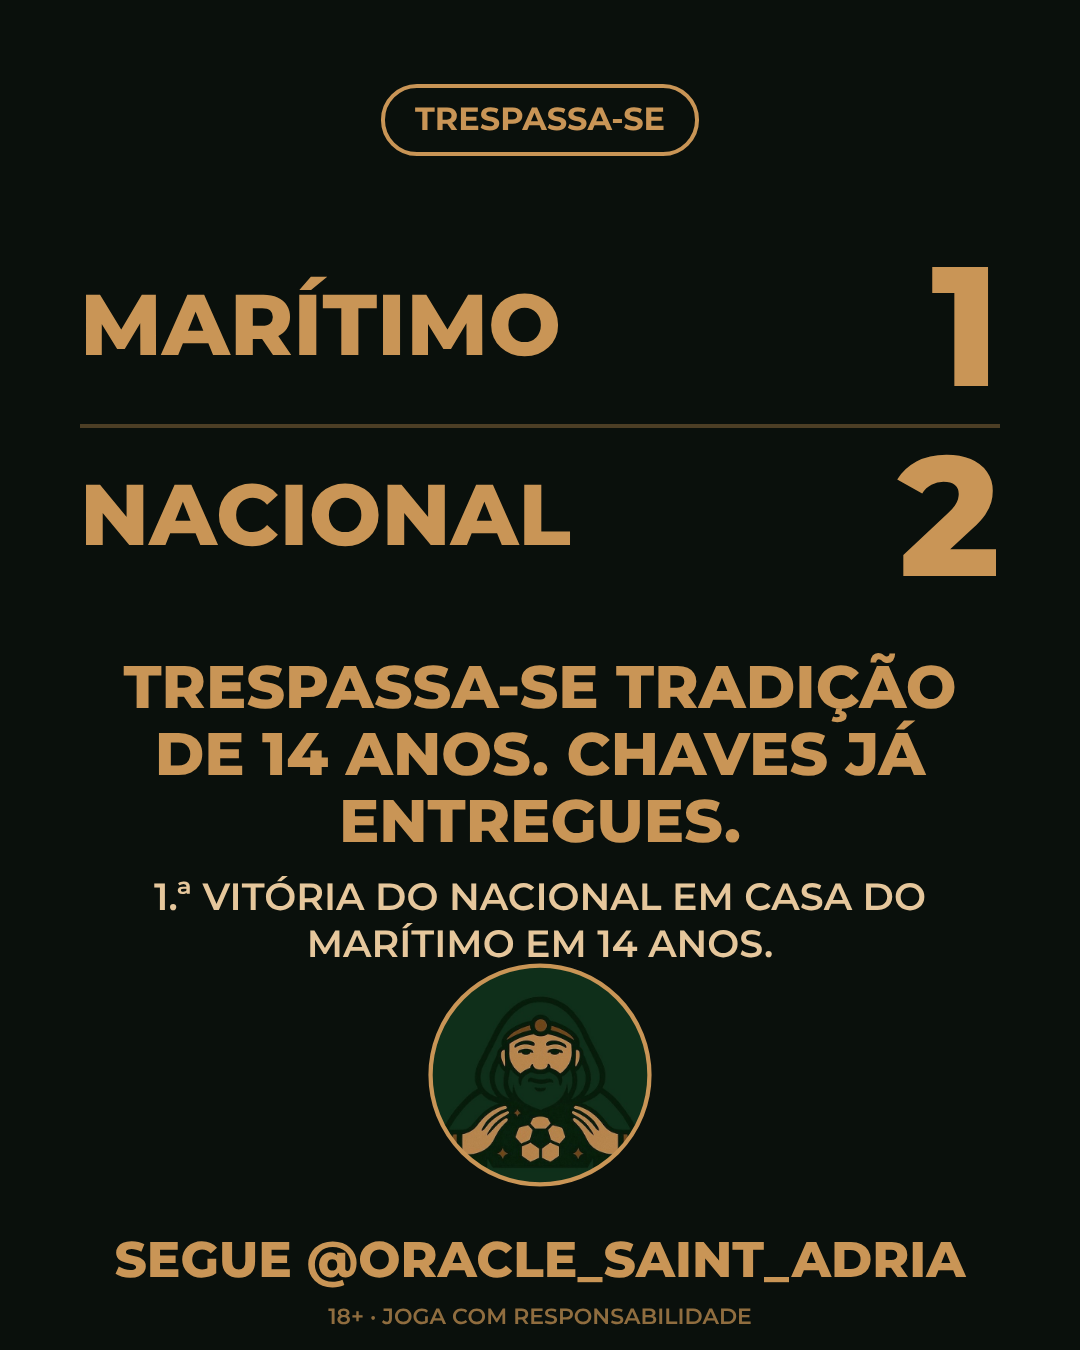 TRESPASSA-SE
MARÍTIMO 1
NACIONAL 2
TRESPASSA-SE TRADIÇÃO
DE 14 ANOS. CHAVES JÁ
ENTREGUES.
1.ª VITÓRIA DO NACIONAL EM CASA DO
MARÍTIMO EM 14 ANOS.
SEGUE @ORACLE_SAINT_ADRIA
18+ · JOGA COM RESPONSABILIDADE